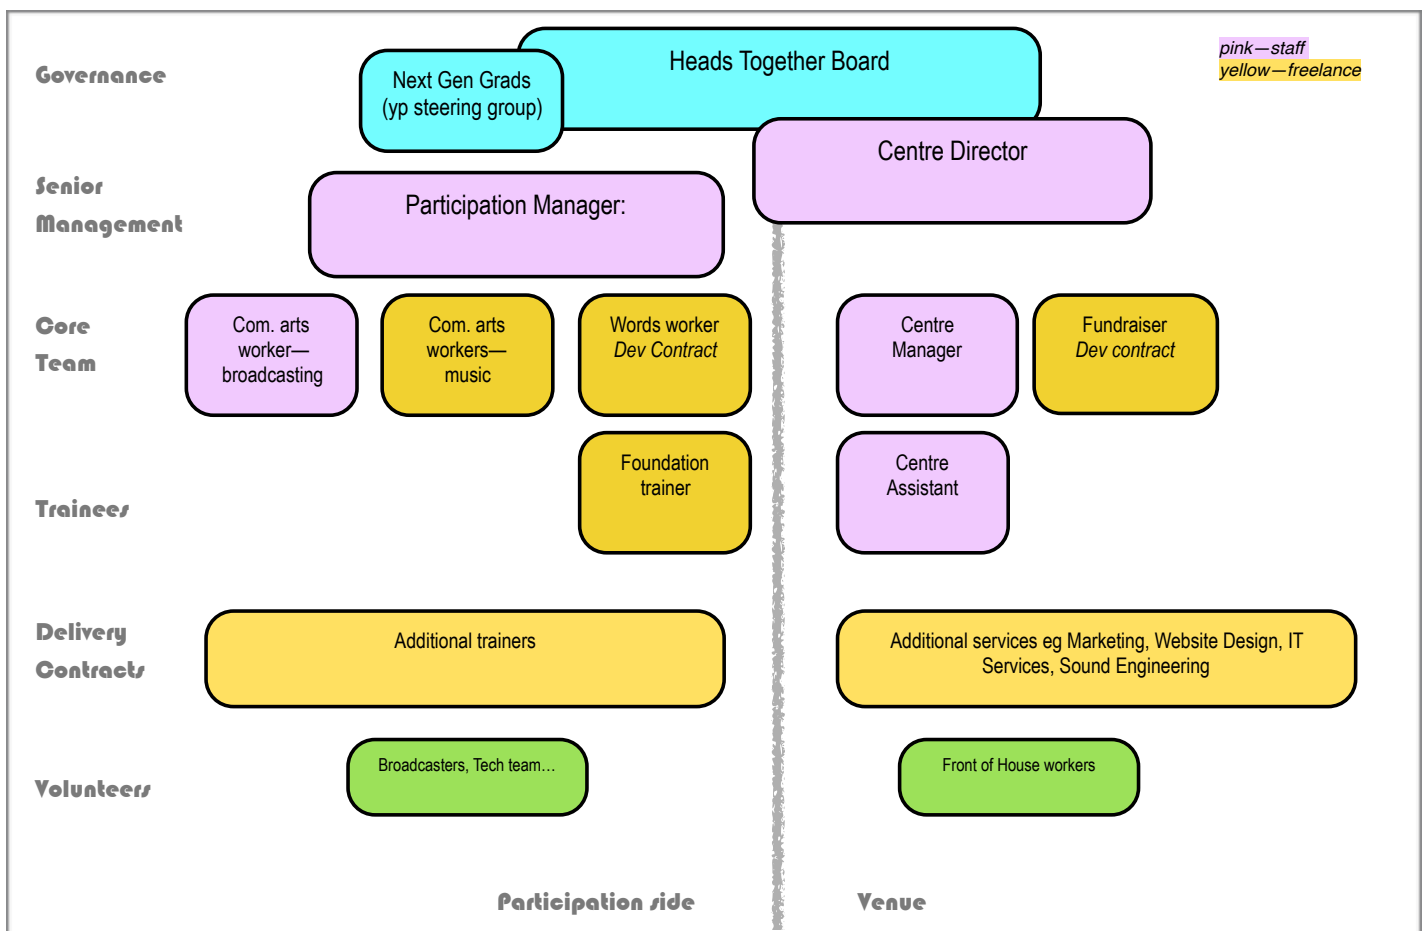 Governance
Heads Together Board
Next Gen Grads
(yp steering group)
pink—staff
yellow—freelance
Centre Director
Senior
Management
Participation Manager:
Core
Team
Com. arts
worker—
broadcasting
Com. arts
workers—
music
Words worker
Dev Contract
Centre
Manager
Fundraiser
Dev contract
Trainees
Foundation
trainer
Centre
Assistant
Delivery
Contracts
Additional trainers
Additional services eg Marketing, Website Design, IT
Services, Sound Engineering
Volunteers
Broadcasters, Tech team…
Front of House workers
Participation side
Venue